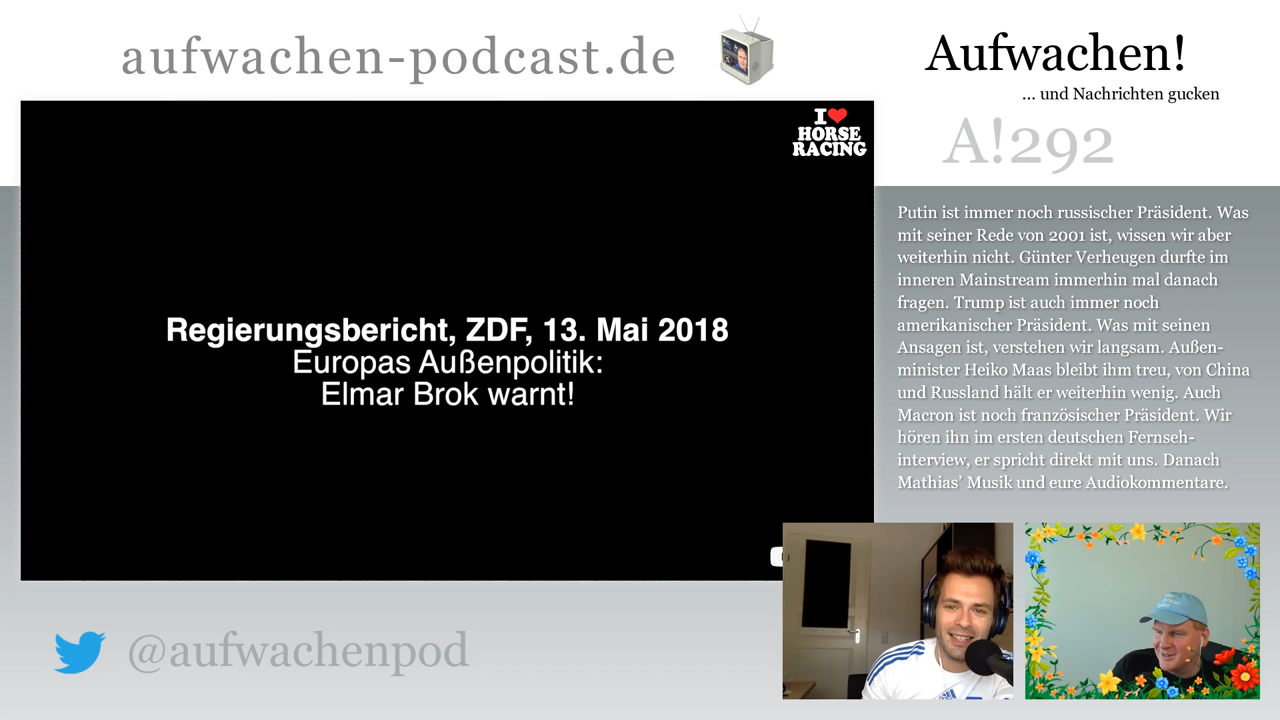 aufwachen-podcast.de
Aufwachen!
... und Nachrichten gucken
A!292
I
HORSE
RACING
Regierungsbericht, ZDF, 13. Mai 2018
Europas Außenpolitik:
Elmar Brok warnt!
Putin ist immer noch russischer Präsident. Was
mit seiner Rede von 2001 ist, wissen wir aber
weiterhin nicht. Günter Verheugen durfte im
inneren Mainstream immerhin mal danach
fragen. Trump ist auch immer noch
amerikanischer Präsident. Was mit seinen
Ansagen ist, verstehen wir langsam. Außen-
minister Heiko Maas bleibt ihm treu, von China
und Russland hält er weiterhin wenig. Auch
Macron ist noch französischer Präsident. Wir
hören ihn im ersten deutschen Fernseh-
interview, er spricht direkt mit uns. Danach
Mathias’ Musik und eure Audiokommentare.
@aufwachenpod